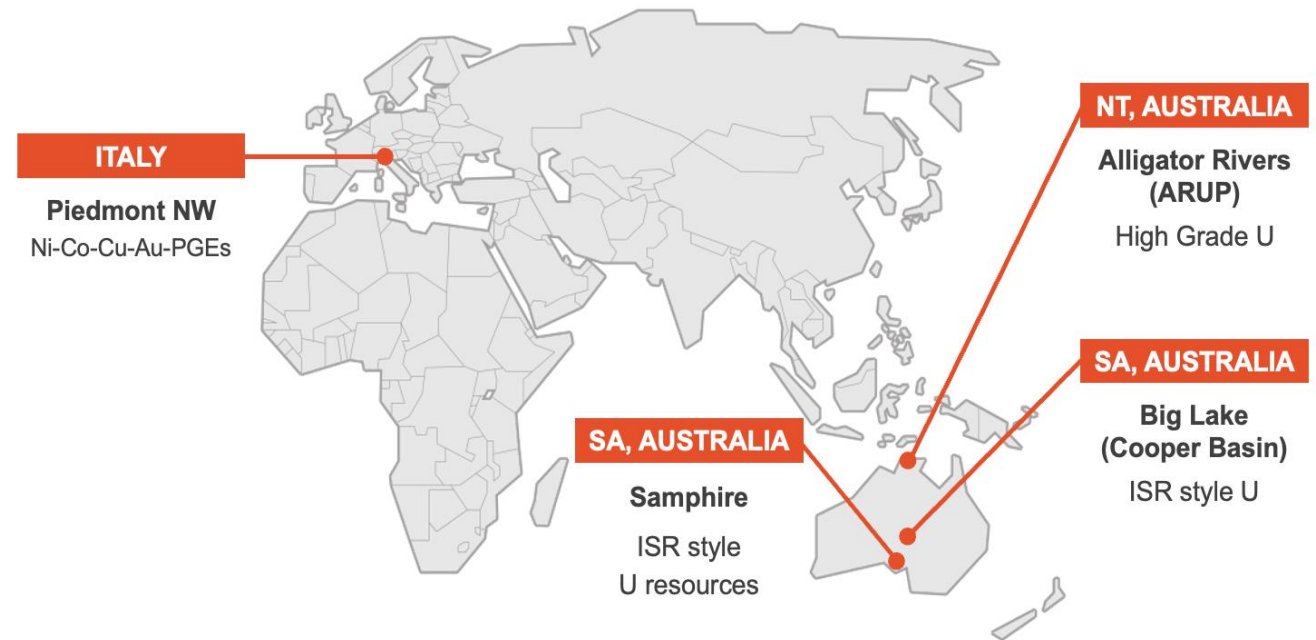 ITALY
Piedmont NW
Ni-Co-Cu-Au-PGEs
NT, AUSTRALIA
Alligator Rivers
(ARUP)
High Grade U
SA, AUSTRALIA
Big Lake
(Cooper Basin)
ISR style U
SA, AUSTRALIA
Samphire
ISR style
U resources